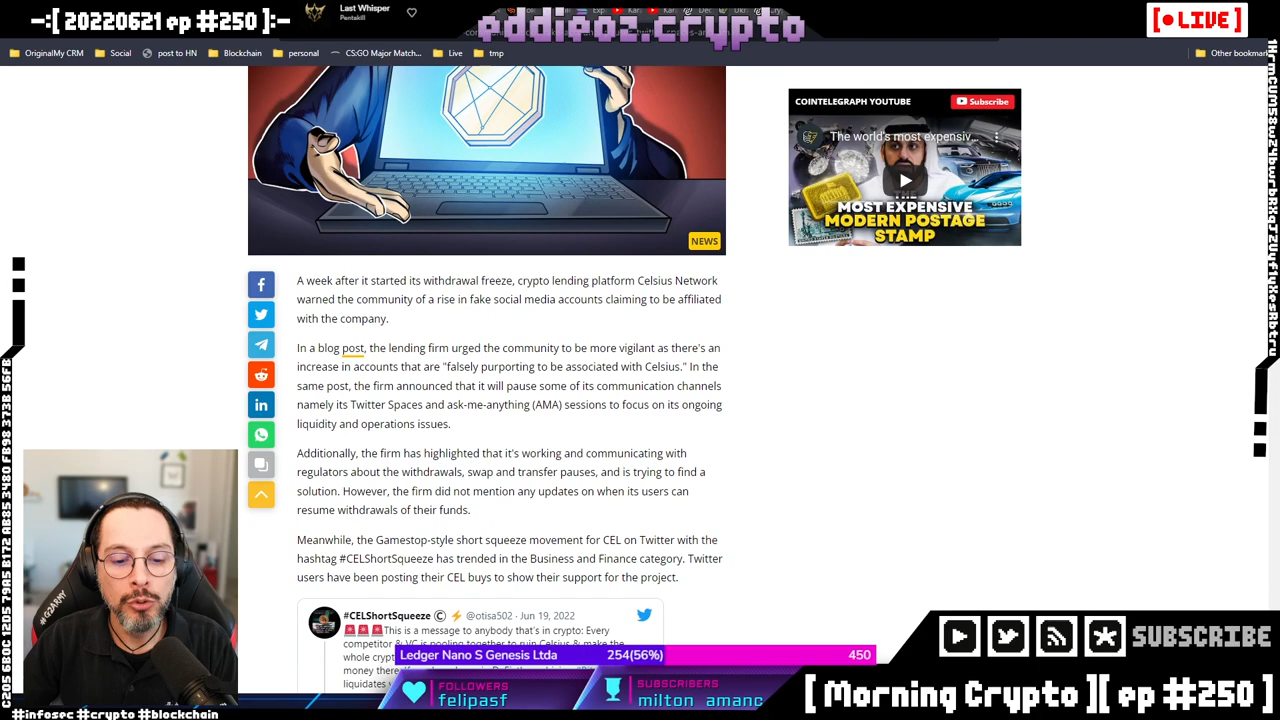 -:[ 20220621 ep #250 ]:-
Last Whisper
Pentakill
eddieoz.crypto
[ LIVE ]
OriginalMy CRM
Social
post to HN
Blockchain
personal
CS:GO Major Match...
Live
tmp
Other bookmar
COINTELEGRAPH YOUTUBE
Subscribe
The world's most expensiv...
MOST EXPENSIVE
MODERN POSTAGE
STAMP
NEWS
A week after it started its withdrawal freeze, crypto lending platform Celsius Network
warned the community of a rise in fake social media accounts claiming to be affiliated
with the company.
In a blog post, the lending firm urged the community to be more vigilant as there's an
increase in accounts that are "falsely purporting to be associated with Celsius." In the
same post, the firm announced that it will pause some of its communication channels
namely its Twitter Spaces and ask-me-anything (AMA) sessions to focus on its ongoing
liquidity and operations issues.
Additionally, the firm has highlighted that it's working and communicating with
regulators about the withdrawals, swap and transfer pauses, and is trying to find a
solution. However, the firm did not mention any updates on when its users can
resume withdrawals of their funds.
Meanwhile, the Gamestop-style short squeeze movement for CEL on Twitter with the
hashtag #CELShortSqueeze has trended in the Business and Finance category. Twitter
users have been posting their CEL buys to show their support for the project.
#CELShortSqueeze
@otisa502 · Jun 19, 2022
This is a message to anybody that's in crypto: Every
Ledger Nano S Genesis Ltda
254(56%)
450
FOLLOWERS
felipasf
SUBSCRIBERS
milton amanc
#G2ARMY
SUBSCRIBE
[ Morning Crypto ][ ep #250 ]
#infosec #crypto #blockchain